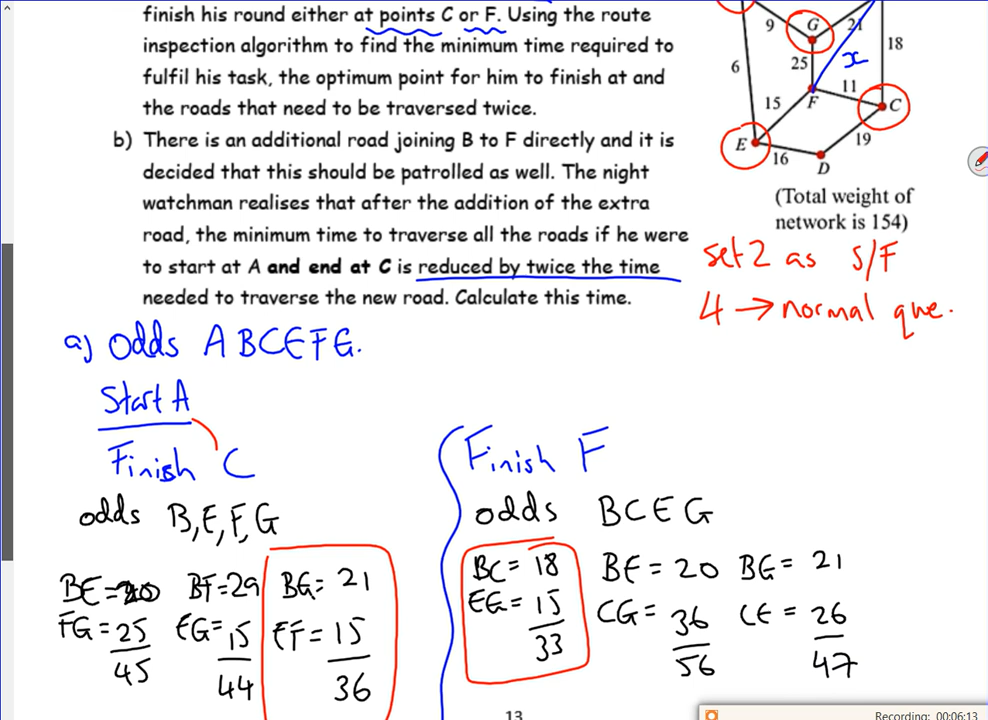 finish his round either at points C or F. Using the route
inspection algorithm to find the minimum time required to
fulfil his task, the optimum point for him to finish at and
the roads that need to be traversed twice.
b) There is an additional road joining B to F directly and it is
decided that this should be patrolled as well. The night
watchman realises that after the addition of the extra
road, the minimum time to traverse all the roads if he were
to start at A and end at C is reduced by twice the time
needed to traverse the new road. Calculate this time.
9 G 21
18
6 25 x
11
15 F C
E 19
16 D
(Total weight of
network is 154)
set 2 as S/F
4 → normal que.
a) Odds A B C E F G.
Start A
Finish C
odds B, E, F, G
BE = 20 BF = 29 BG = 21
FG = 25 EG = 15 EF = 15
45 44 36
Finish F
odds B C E G
BC = 18 BE = 20 BG = 21
EG = 15 CG = 36 CE = 26
33 56 47
13
Recording: 00:06:13